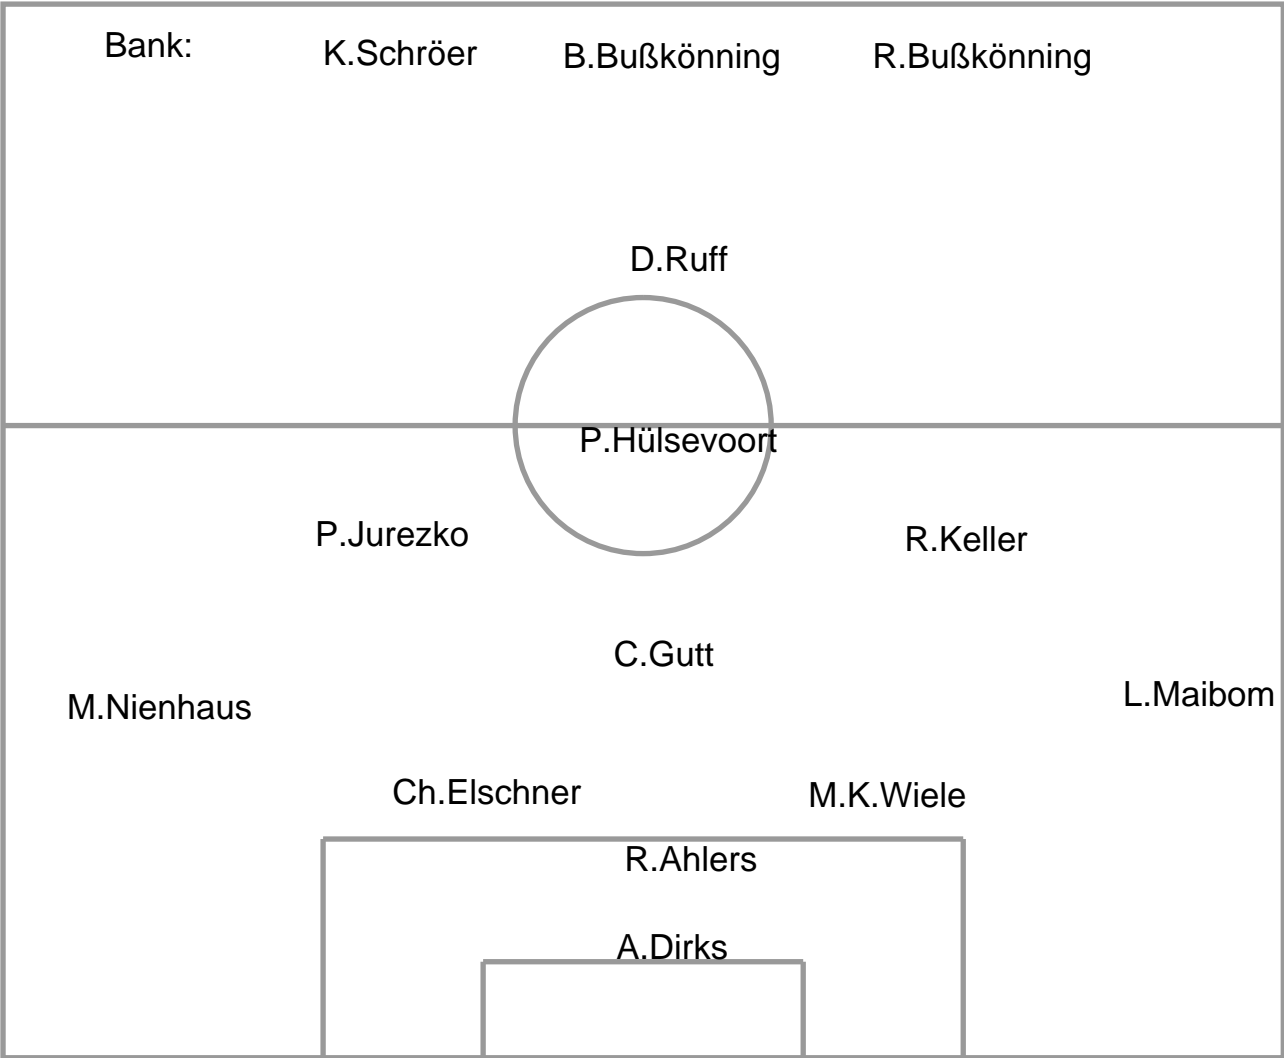 Bank: K.Schröer B.Bußkönning R.Bußkönning
D.Ruff
P.Hülsevoort
P.Jurezko R.Keller
C.Gutt
M.Nienhaus L.Maibom
Ch.Elschner M.K.Wiele
R.Ahlers
A.Dirks